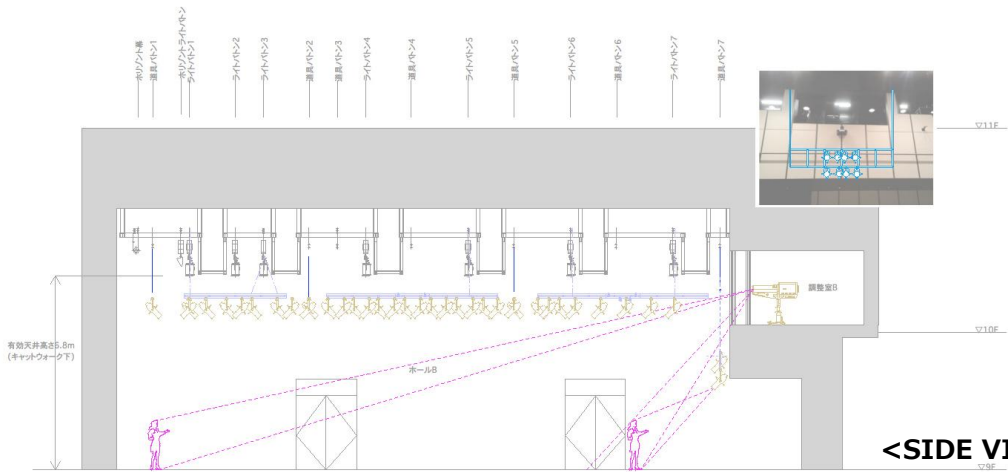 ホリゾント幕
道具バトン1
ホリゾントライトバトン
ライトバトン1
ライトバトン2
ライトバトン3
道具バトン2
道具バトン3
ライトバトン4
道具バトン4
ライトバトン5
道具バトン5
ライトバトン6
道具バトン6
ライトバトン7
道具バトン7
▽11F
調整室B
有効天井高さ6.8m
(キャットウォーク下)
▽10F
ホールB
<SIDE VI
▽9F